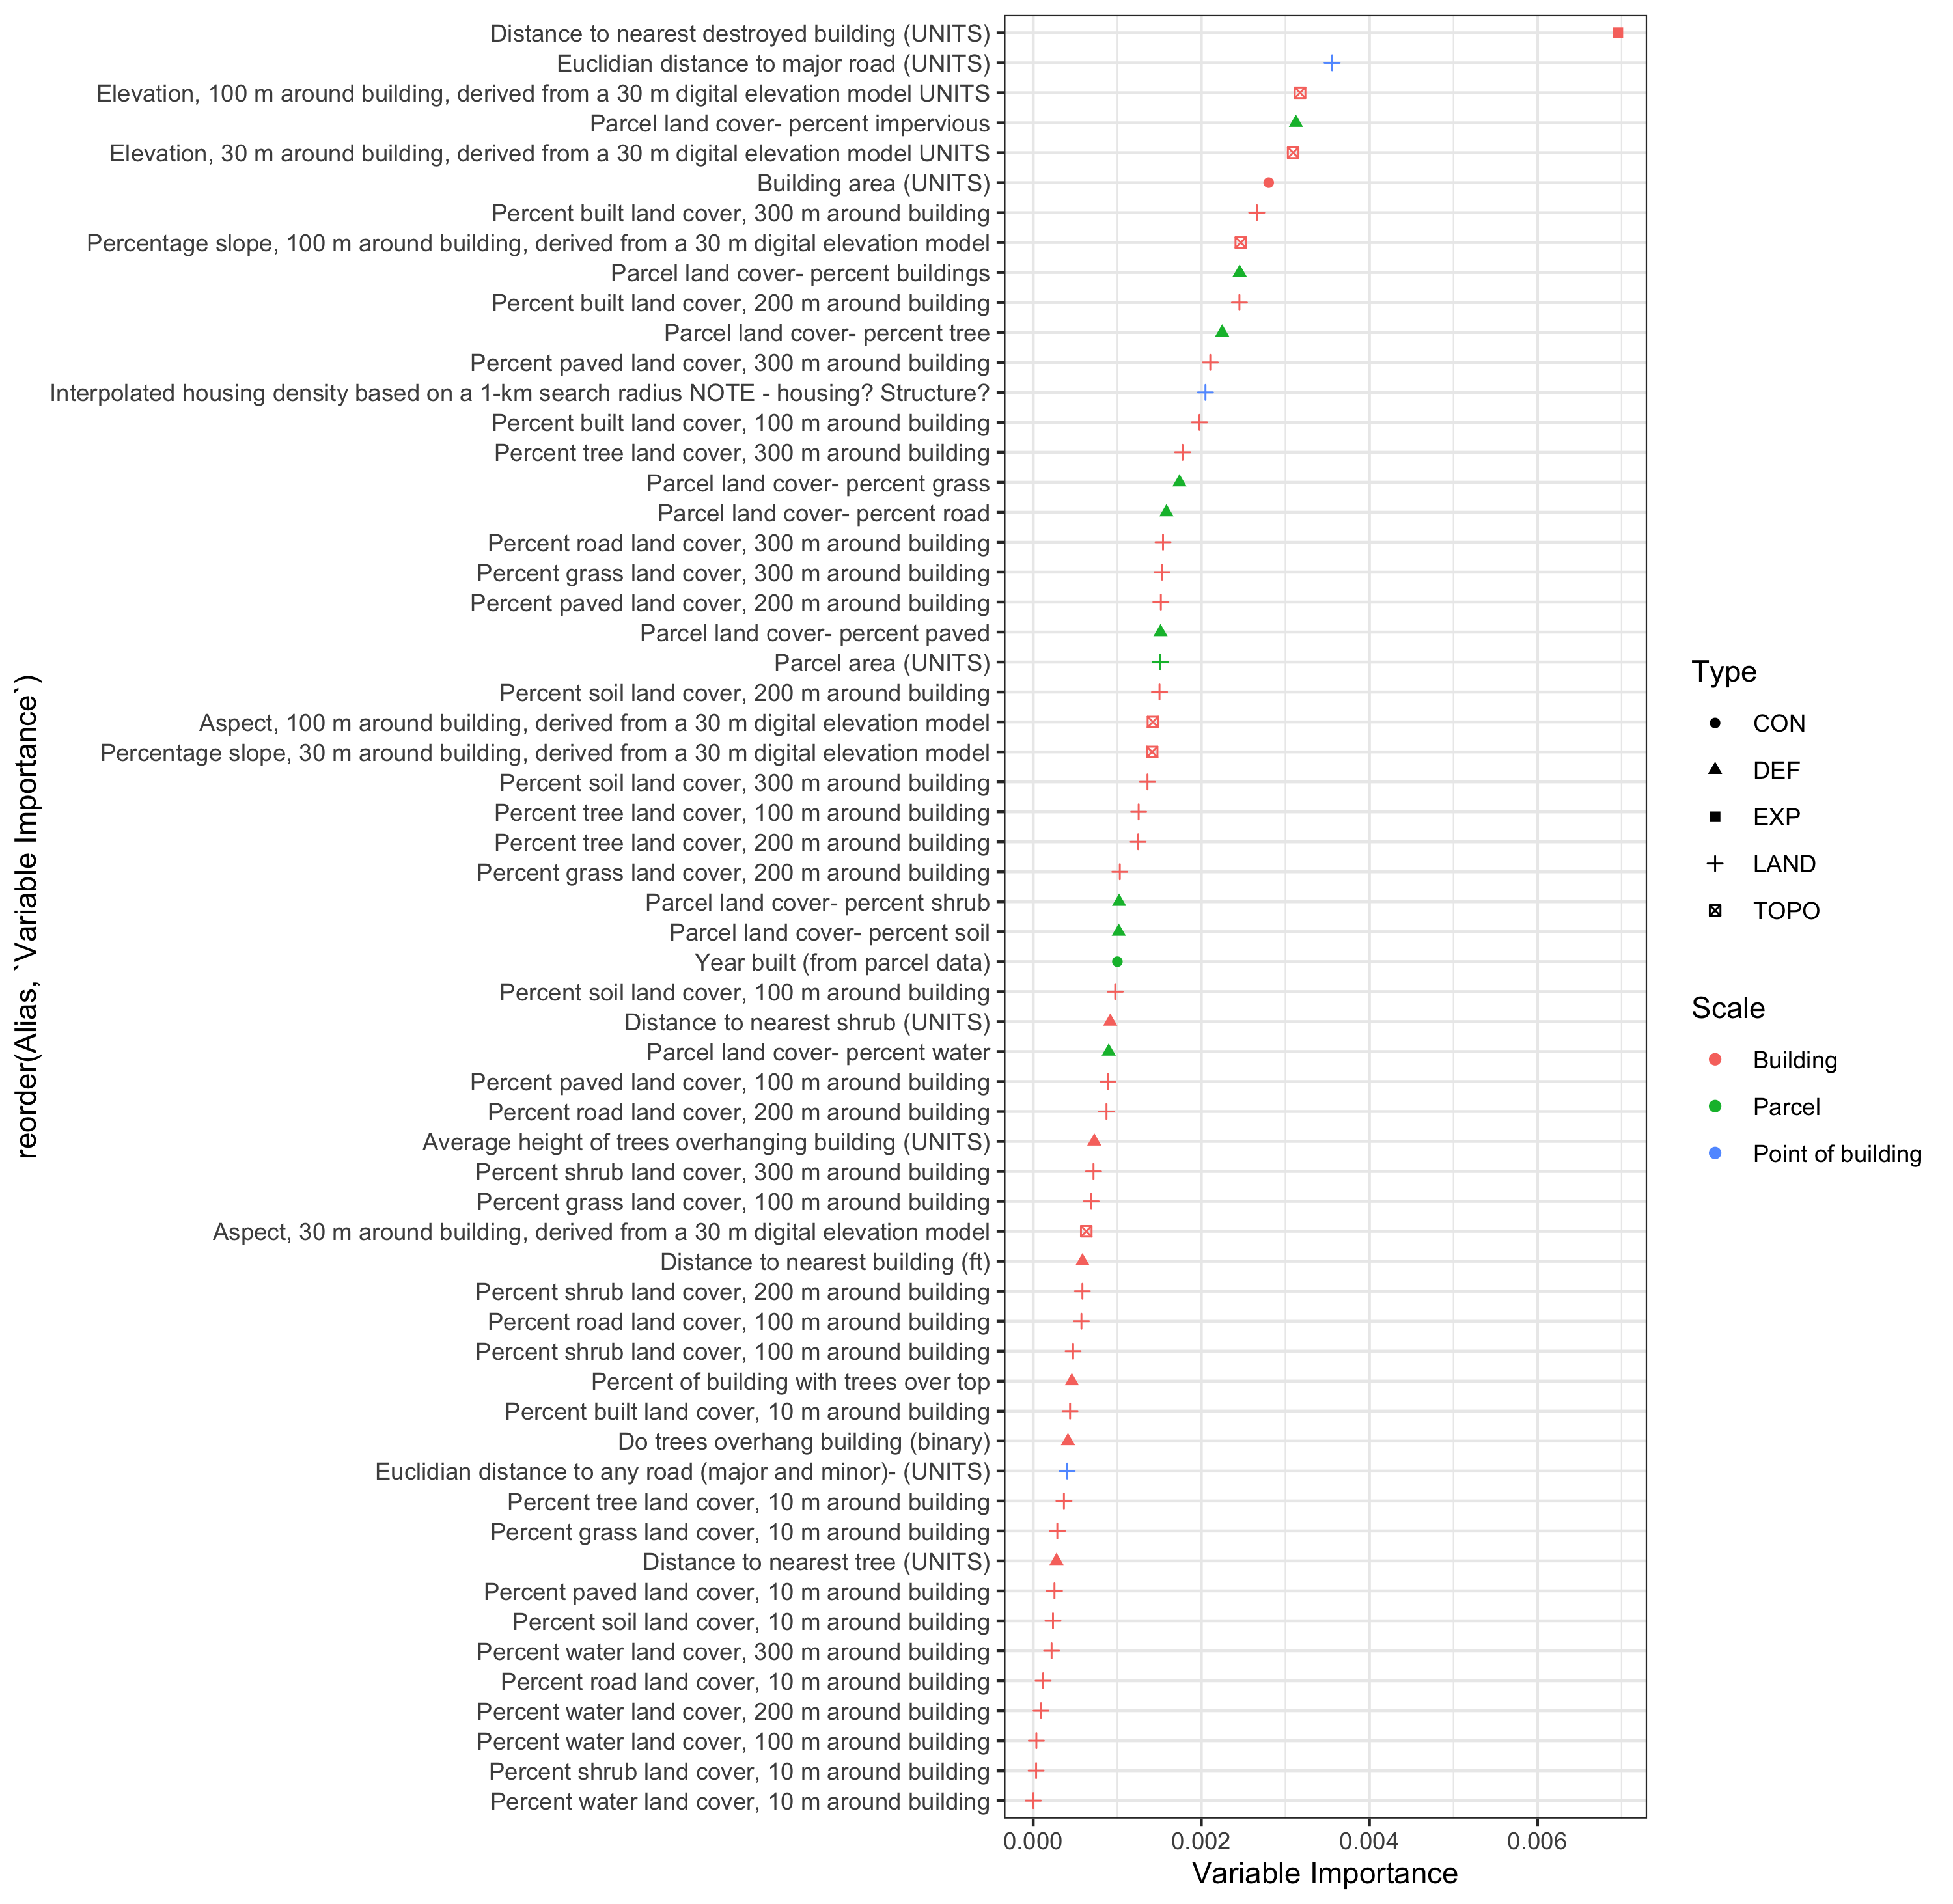 Distance to nearest destroyed building (UNITS)
Euclidian distance to major road (UNITS)
Elevation, 100 m around building, derived from a 30 m digital elevation model UNITS
Parcel land cover- percent impervious
Elevation, 30 m around building, derived from a 30 m digital elevation model UNITS
Building area (UNITS)
Percent built land cover, 300 m around building
Percentage slope, 100 m around building, derived from a 30 m digital elevation model
Parcel land cover- percent buildings
Percent built land cover, 200 m around building
Parcel land cover- percent tree
Percent paved land cover, 300 m around building
Interpolated housing density based on a 1-km search radius NOTE - housing? Structure?
Percent built land cover, 100 m around building
Percent tree land cover, 300 m around building
Parcel land cover- percent grass
Parcel land cover- percent road
Percent road land cover, 300 m around building
Percent grass land cover, 300 m around building
Percent paved land cover, 200 m around building
Parcel land cover- percent paved
Parcel area (UNITS)
Percent soil land cover, 200 m around building
Aspect, 100 m around building, derived from a 30 m digital elevation model
Percentage slope, 30 m around building, derived from a 30 m digital elevation model
Percent soil land cover, 300 m around building
Percent tree land cover, 100 m around building
Percent tree land cover, 200 m around building
Percent grass land cover, 200 m around building
Parcel land cover- percent shrub
Parcel land cover- percent soil
Year built (from parcel data)
Percent soil land cover, 100 m around building
Distance to nearest shrub (UNITS)
Parcel land cover- percent water
Percent paved land cover, 100 m around building
Percent road land cover, 200 m around building
Average height of trees overhanging building (UNITS)
Percent shrub land cover, 300 m around building
Percent grass land cover, 100 m around building
Aspect, 30 m around building, derived from a 30 m digital elevation model
Distance to nearest building (ft)
Percent shrub land cover, 200 m around building
Percent road land cover, 100 m around building
Percent shrub land cover, 100 m around building
Percent of building with trees over top
Percent built land cover, 10 m around building
Do trees overhang building (binary)
Euclidian distance to any road (major and minor)- (UNITS)
Percent tree land cover, 10 m around building
Percent grass land cover, 10 m around building
Distance to nearest tree (UNITS)
Percent paved land cover, 10 m around building
Percent soil land cover, 10 m around building
Percent water land cover, 300 m around building
Percent road land cover, 10 m around building
Percent water land cover, 200 m around building
Percent water land cover, 100 m around building
Percent shrub land cover, 10 m around building
Percent water land cover, 10 m around building
reorder(Alias, `Variable Importance`)
0.000 0.002 0.004 0.006
Variable Importance
Type
CON
DEF
EXP
LAND
TOPO
Scale
Building
Parcel
Point of building